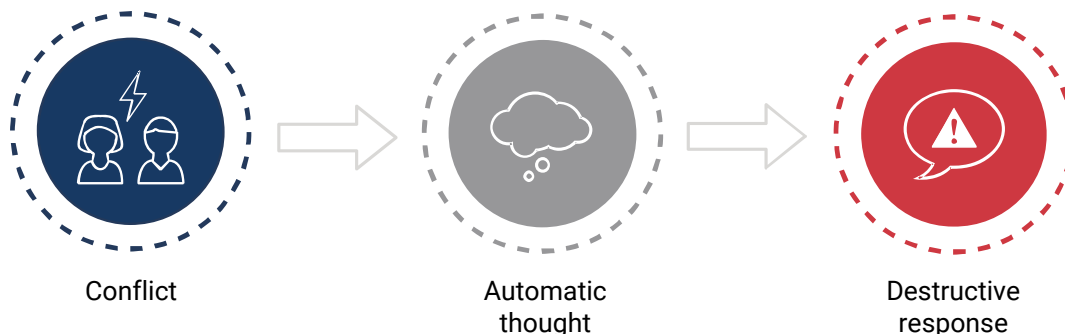 Conflict
Automatic
thought
Destructive
response